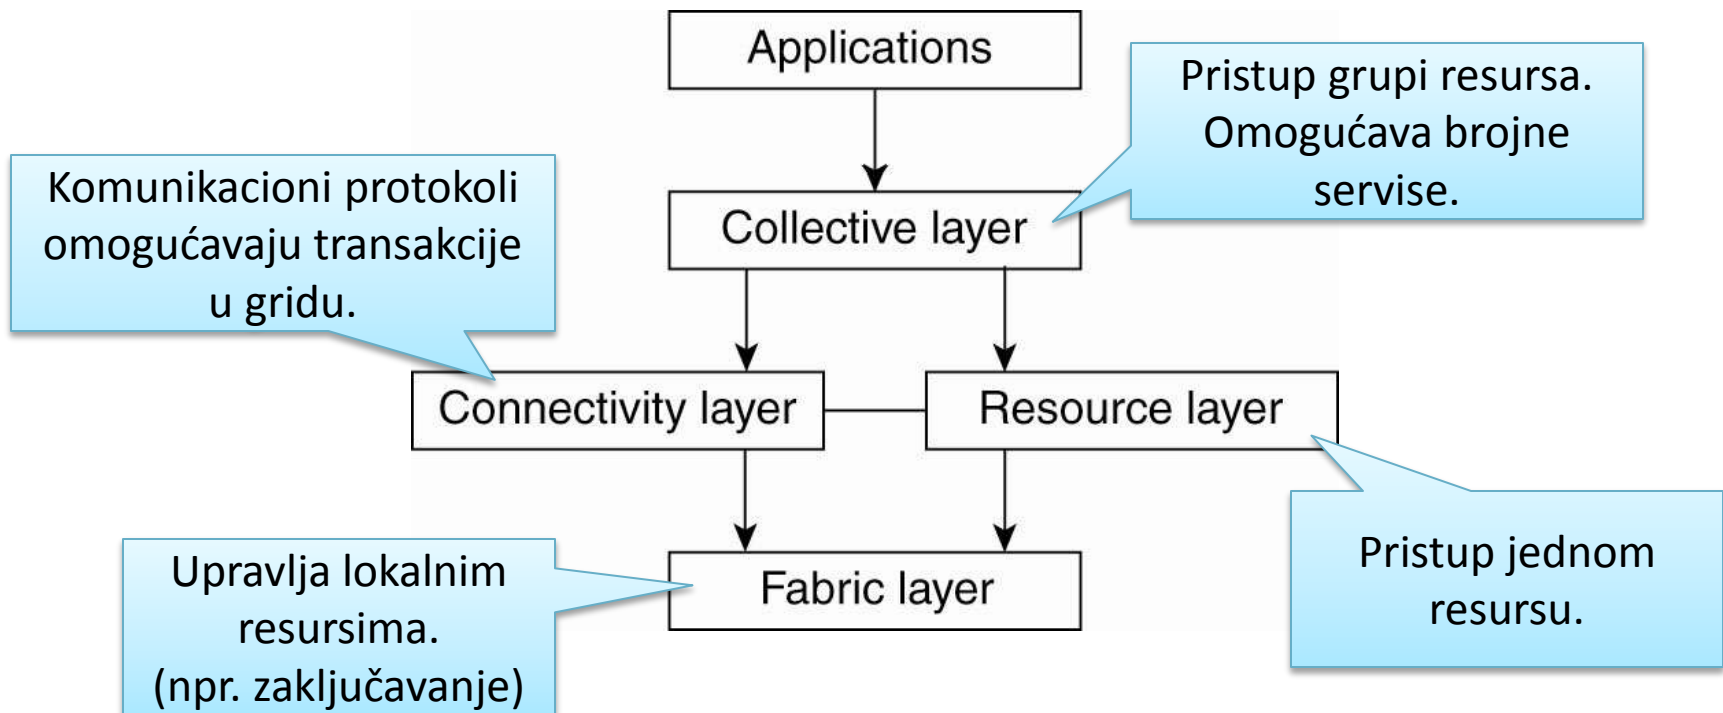 Applications
Pristup grupi resursa.
Omogućava brojne
servise.
Komunikacioni protokoli
omogućavaju transakcije
u gridu.
Collective layer
Connectivity layer
Resource layer
Upravlja lokalnim
resursima.
(npr. zaključavanje)
Fabric layer
Pristup jednom
resursu.